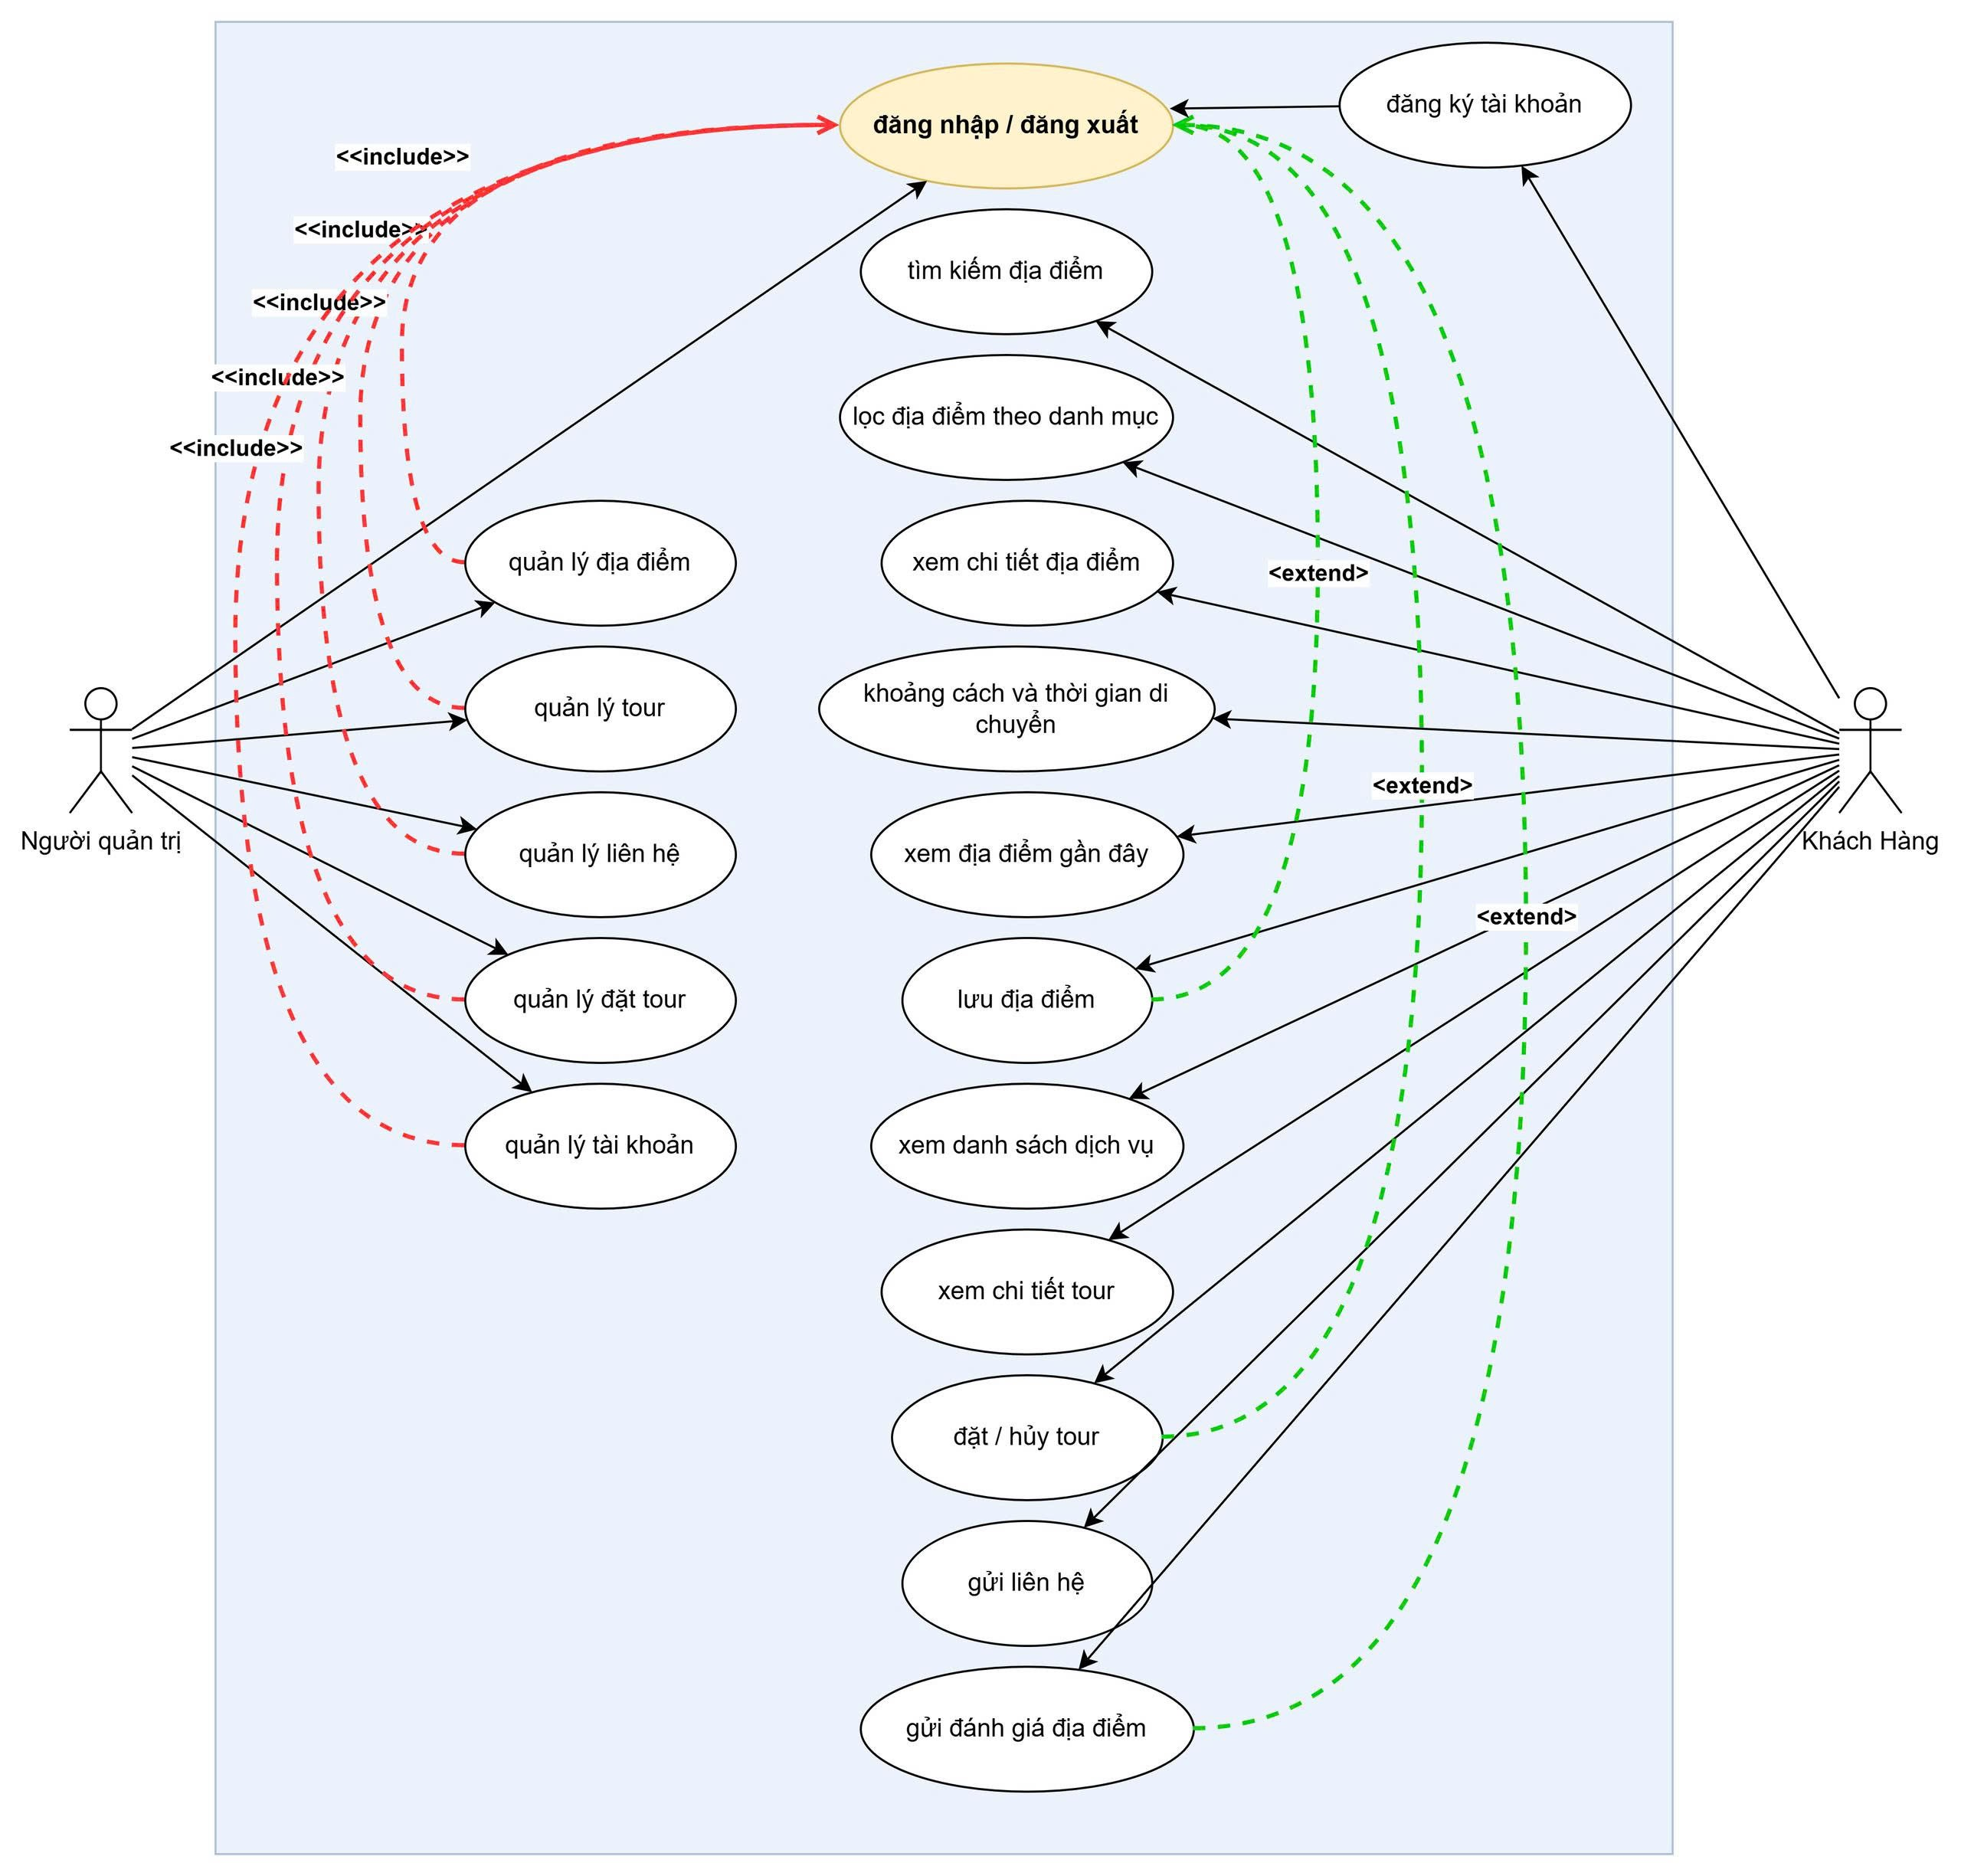 đăng ký tài khoản
đăng nhập / đăng xuất
<<include>>
<<include>>
tìm kiếm địa điểm
<<include>>
<<include>>
lọc địa điểm theo danh mục
<<include>>
quản lý địa điểm
xem chi tiết địa điểm
<extend>
quản lý tour
khoảng cách và thời gian di
chuyển
<extend>
Người quản trị
Khách Hàng
quản lý liên hệ
xem địa điểm gần đây
<extend>
quản lý đặt tour
lưu địa điểm
quản lý tài khoản
xem danh sách dịch vụ
xem chi tiết tour
đặt / hủy tour
gửi liên hệ
gửi đánh giá địa điểm